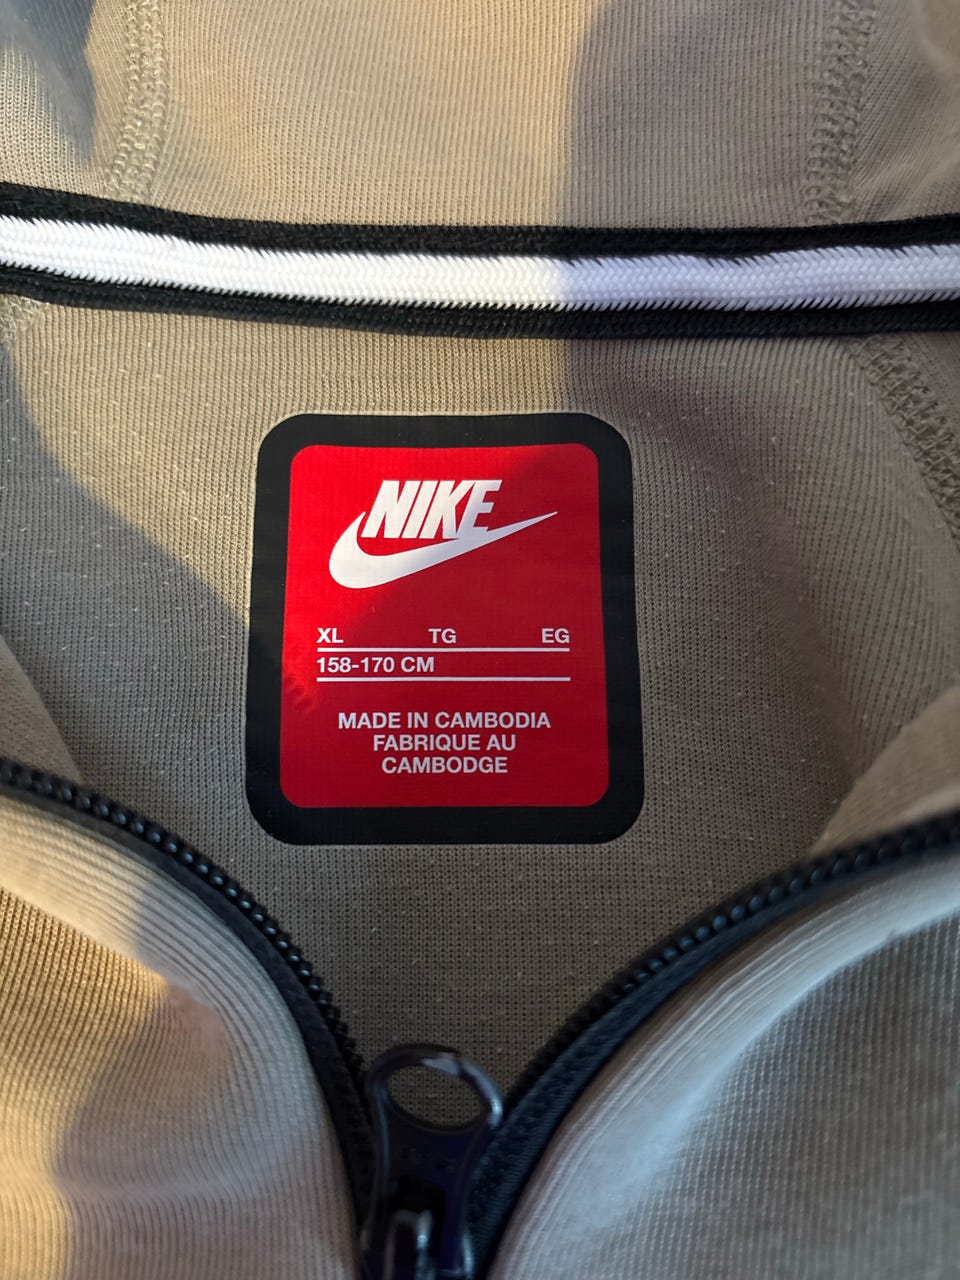 NIKE
XL TG EG
158-170 CM
MADE IN CAMBODIA
FABRIQUE AU
CAMBODGE